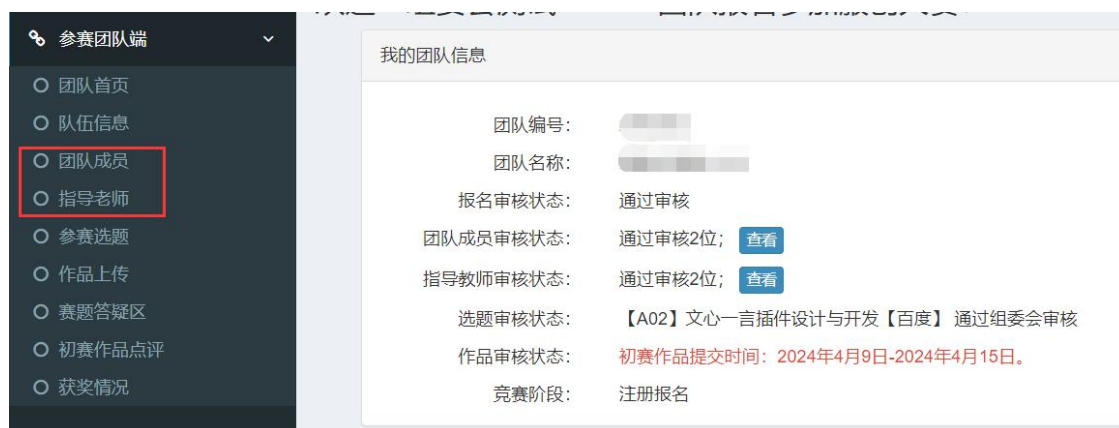 参赛团队端
团队首页
队伍信息
团队成员
指导老师
参赛选题
作品上传
赛题答疑区
初赛作品点评
获奖情况
我的团队信息
团队编号：
团队名称：
报名审核状态： 通过审核
团队成员审核状态： 通过审核2位； 查看
指导教师审核状态： 通过审核2位； 查看
选题审核状态： 【A02】文心一言插件设计与开发【百度】 通过组委会审核
作品审核状态： 初赛作品提交时间：2024年4月9日-2024年4月15日。
竞赛阶段： 注册报名